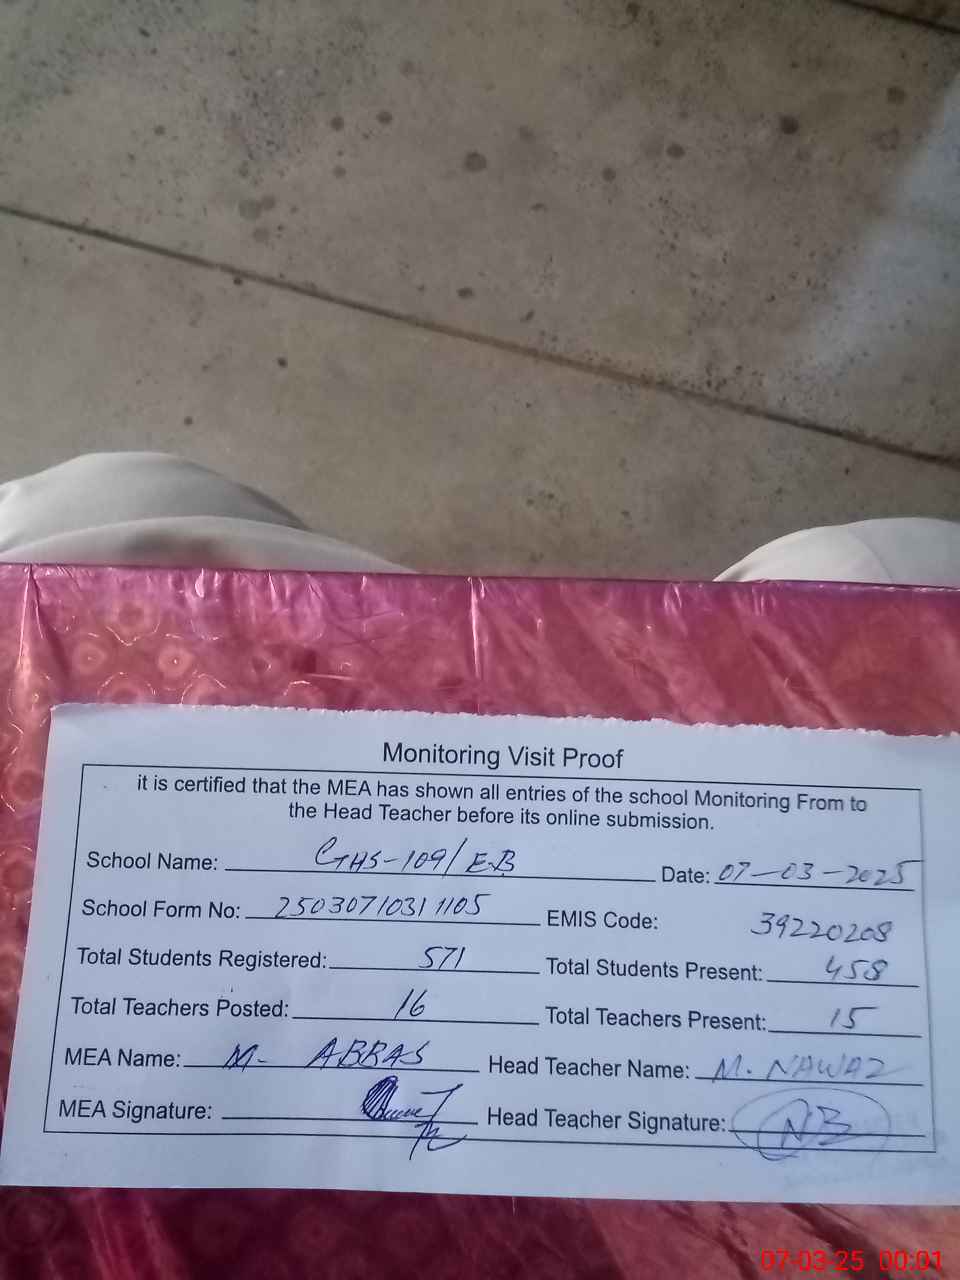 Monitoring Visit Proof
it is certified that the MEA has shown all entries of the school Monitoring From to
the Head Teacher before its online submission.
School Name: GHS-109/EB Date: 07-03-2025
School Form No: 25030710311105 EMIS Code: 39220208
Total Students Registered: 571 Total Students Present: 458
Total Teachers Posted: 16 Total Teachers Present: 15
MEA Name: M. ABBAS Head Teacher Name: M. NAWAZ
MEA Signature: Head Teacher Signature: NB
07-03-25 00:01